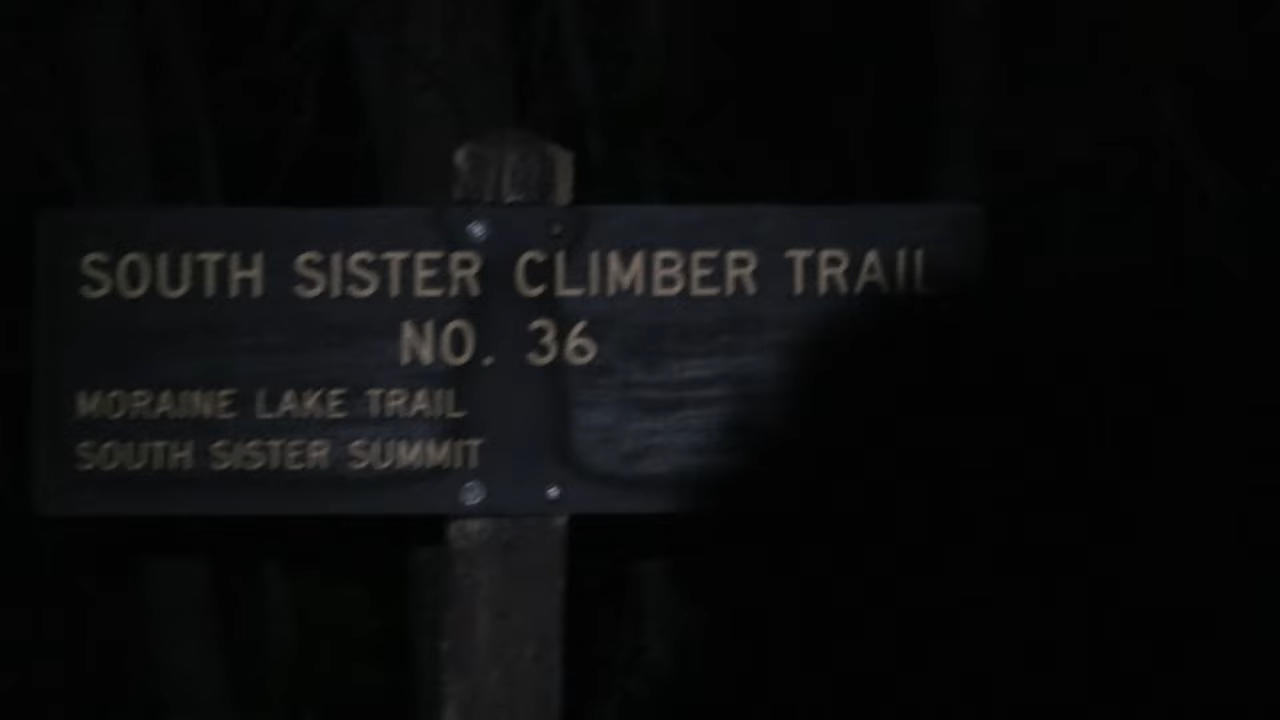 SOUTH SISTER CLIMBER TRAIL
NO. 36
MORAINE LAKE TRAIL
SOUTH SISTER SUMMIT